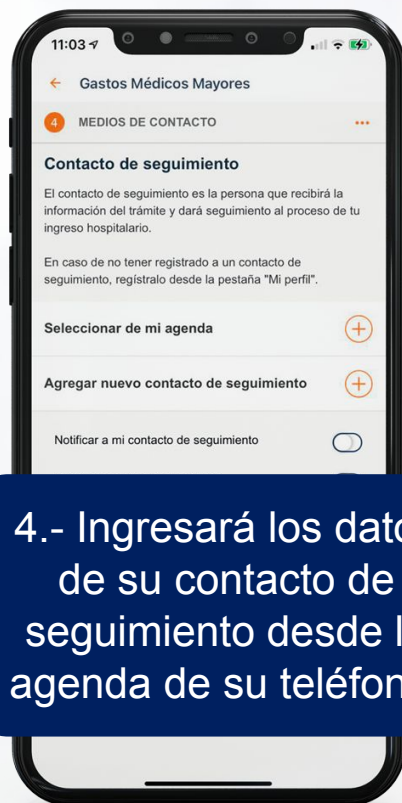 11:03
Gastos Médicos Mayores
4 MEDIOS DE CONTACTO
Contacto de seguimiento
El contacto de seguimiento es la persona que recibirá la
información del trámite y dará seguimiento al proceso de tu
ingreso hospitalario.
En caso de no tener registrado a un contacto de
seguimiento, regístralo desde la pestaña "Mi perfil".
Seleccionar de mi agenda
Agregar nuevo contacto de seguimiento
Notificar a mi contacto de seguimiento
4.- Ingresará los dato
de su contacto de
seguimiento desde l
agenda de su teléfon